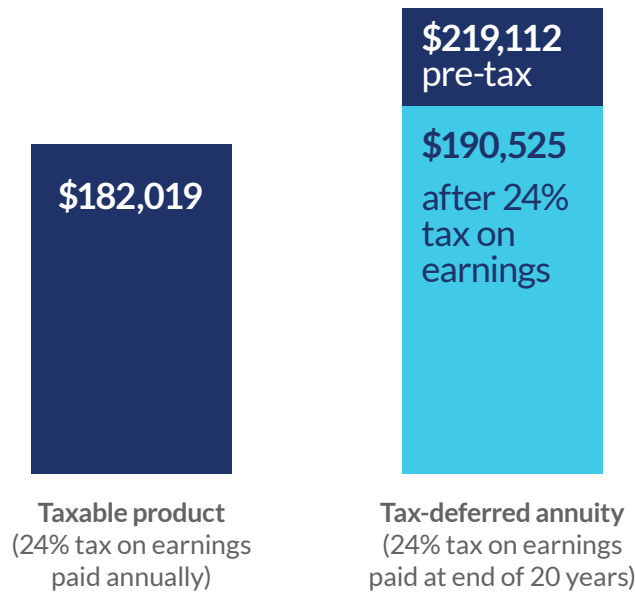 $219,112
pre-tax
$190,525
after 24%
tax on
earnings
$182,019
Taxable product
(24% tax on earnings
paid annually)
Tax-deferred annuity
(24% tax on earnings
paid at end of 20 years)